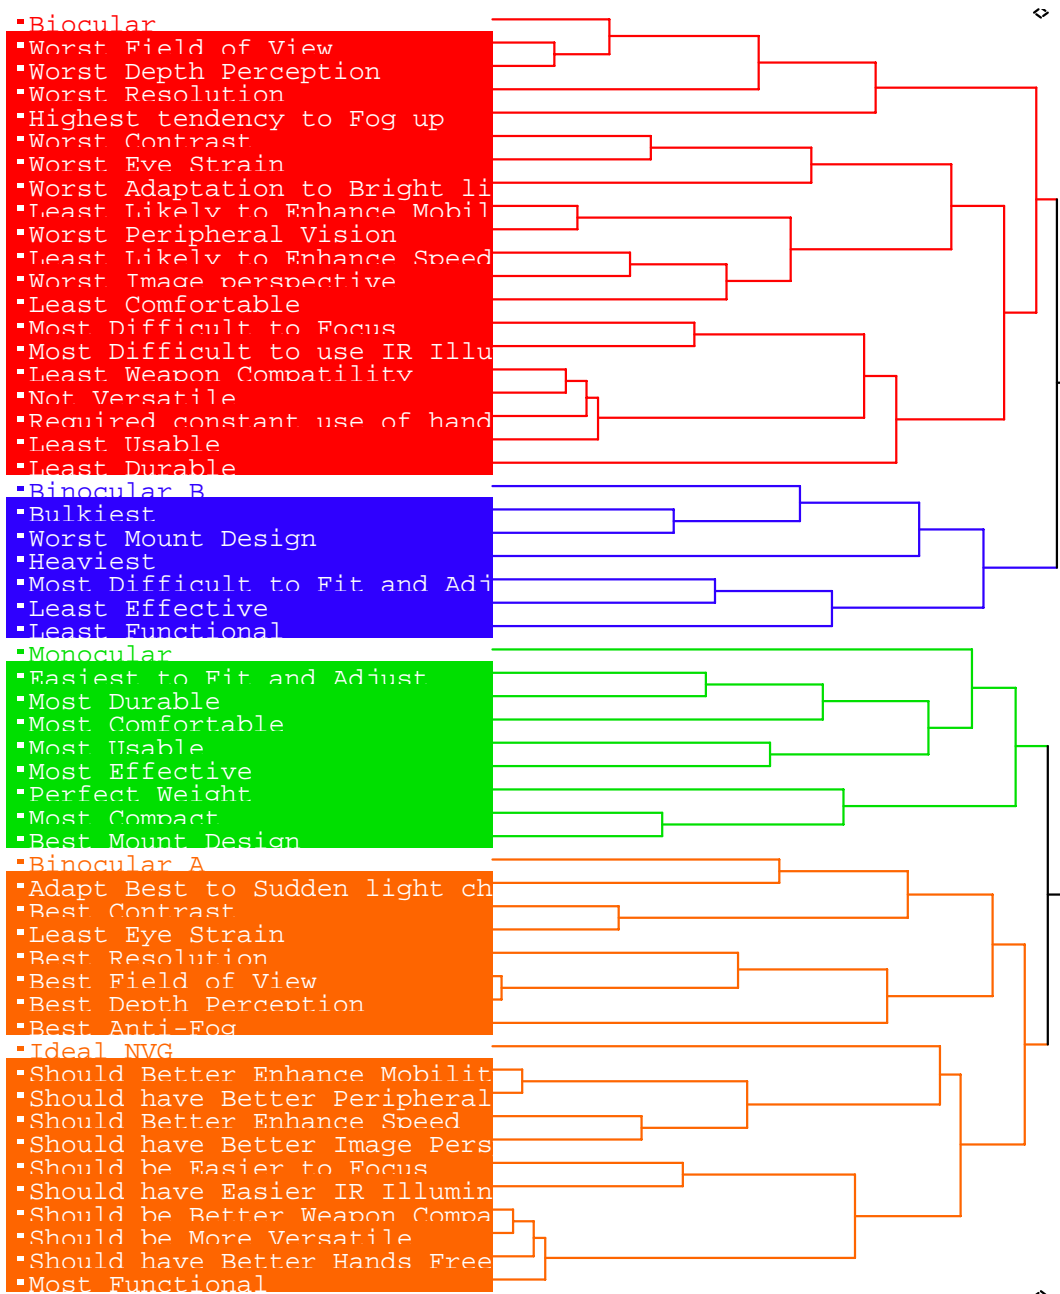 Biocular
Worst Field of View
Worst Depth Perception
Worst Resolution
Highest tendency to Fog up
Worst Contrast
Worst Eye Strain
Worst Adaptation to Bright li
Least Likely to Enhance Mobil
Worst Peripheral Vision
Least Likely to Enhance Speed
Worst Image perspective
Least Comfortable
Most Difficult to Focus
Most Difficult to use IR Illu
Least Weapon Compatility
Not Versatile
Required constant use of hand
Least Usable
Least Durable
Binocular B
Bulkiest
Worst Mount Design
Heaviest
Most Difficult to Fit and Adj
Least Effective
Least Functional
Monocular
Easiest to Fit and Adjust
Most Durable
Most Comfortable
Most Usable
Most Effective
Perfect Weight
Most Compact
Best Mount Design
Binocular A
Adapt Best to Sudden light ch
Best Contrast
Least Eye Strain
Best Resolution
Best Field of View
Best Depth Perception
Best Anti-Fog
Ideal NVG
Should Better Enhance Mobilit
Should have Better Peripheral
Should Better Enhance Speed
Should have Better Image Pers
Should be Easier to Focus
Should have Easier IR Illumin
Should be Better Weapon Compa
Should be More Versatile
Should have Better Hands Free
Most Functional